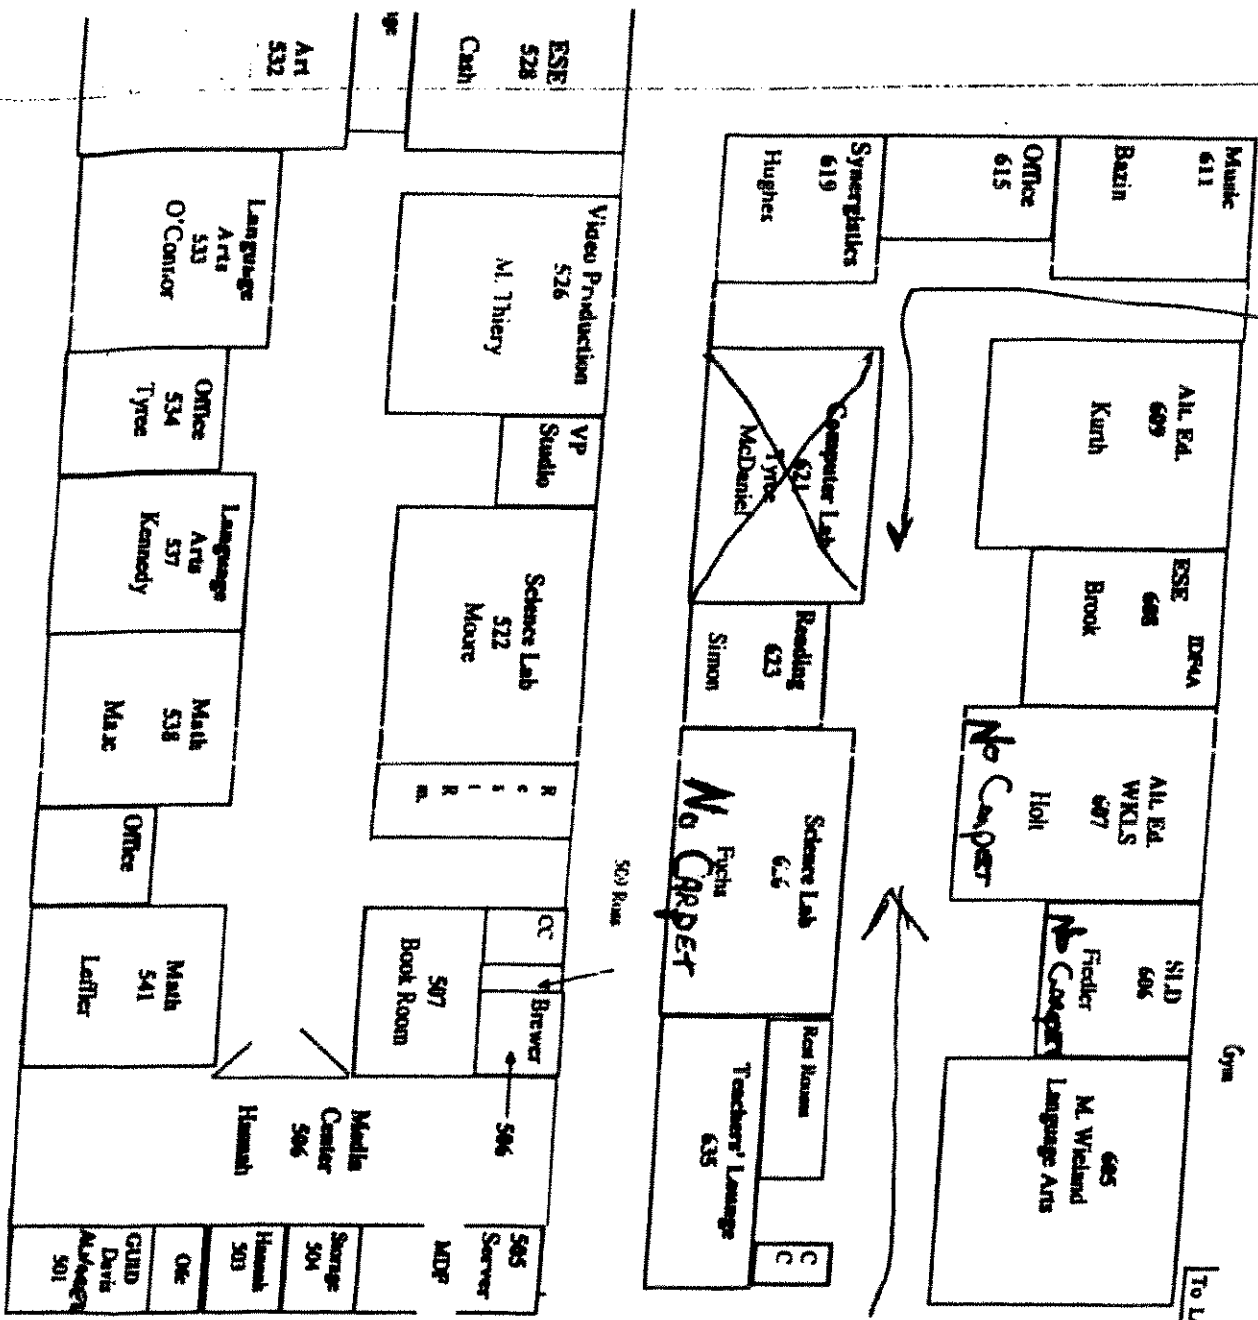 Music
611
Bazin
Office
615
Synergistics
619
Hughes
ESE
528
Cash
Art
532
Alt. Ed.
609
Kurth
Computer Lab
621
Tyree
McDaniel
Video Production
526
M. Thiery
Language
Arts
533
O'Connor
VP
Studio
Office
534
Tyree
ESE
608
Brook
IDF4A
Reading
623
Simon
Science Lab
522
Moore
Language
Arts
537
Kennedy
Alt. Ed.
WKLS
607
Holt
No Carpet
Science Lab
Fuchs
No CARPET
Math
538
Office
SLD
606
Fiedler
No Carpet
Gym
CC
Brewer
507
Book Room
Math
541
Leffler
605
M. Wieland
Language Arts
Rest Rooms
Teachers' Lounge
635
C
C
506
Media
Center
506
Hannah
505
Server
MDF
Storage
504
Hannah
503
Ofc
GUID
Davis
501
To L